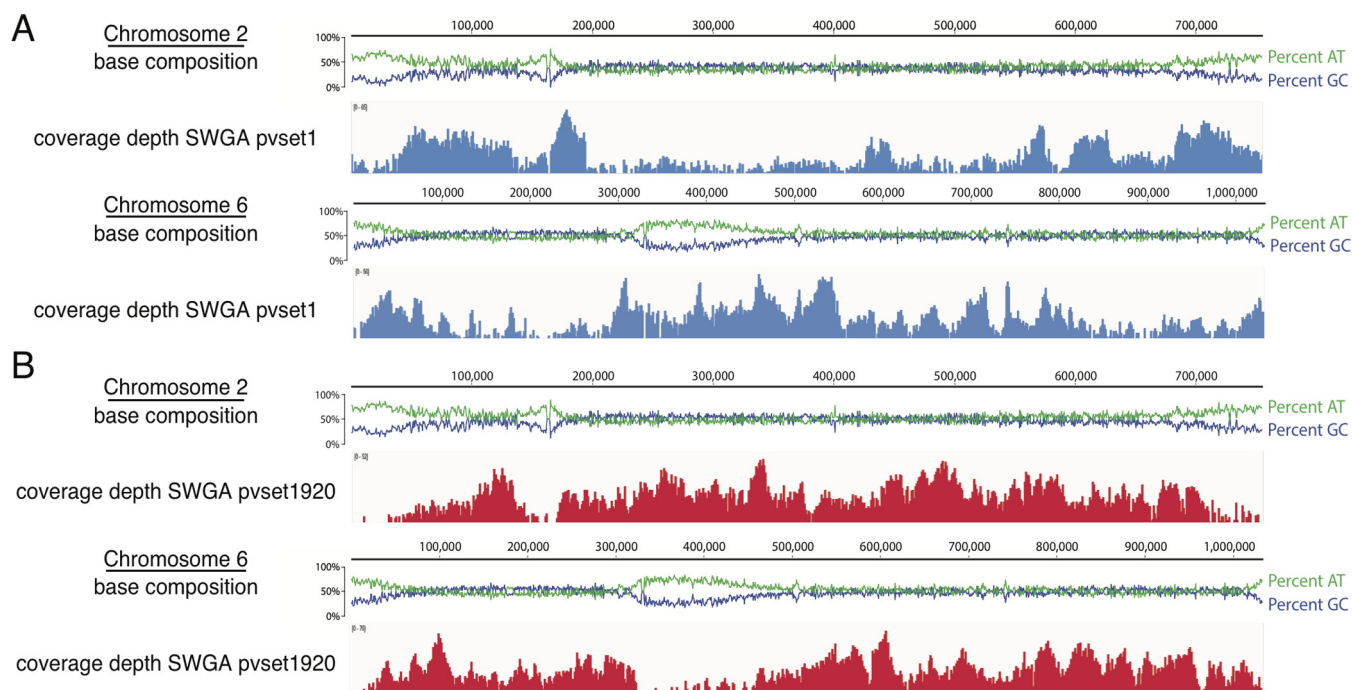 A
Chromosome 2
base composition
100,000 200,000 300,000 400,000 500,000 600,000 700,000
100%
50%
0%
Percent AT
Percent GC
coverage depth SWGA pvset1
[0 - 65]
Chromosome 6
base composition
100,000 200,000 300,000 400,000 500,000 600,000 700,000 800,000 900,000 1,000,000
100%
50%
0%
Percent AT
Percent GC
coverage depth SWGA pvset1
B
Chromosome 2
base composition
100,000 200,000 300,000 400,000 500,000 600,000 700,000
100%
50%
0%
Percent AT
Percent GC
coverage depth SWGA pvset1920
[0 - 52]
Chromosome 6
base composition
100,000 200,000 300,000 400,000 500,000 600,000 700,000 800,000 900,000 1,000,000
100%
50%
0%
Percent AT
Percent GC
coverage depth SWGA pvset1920